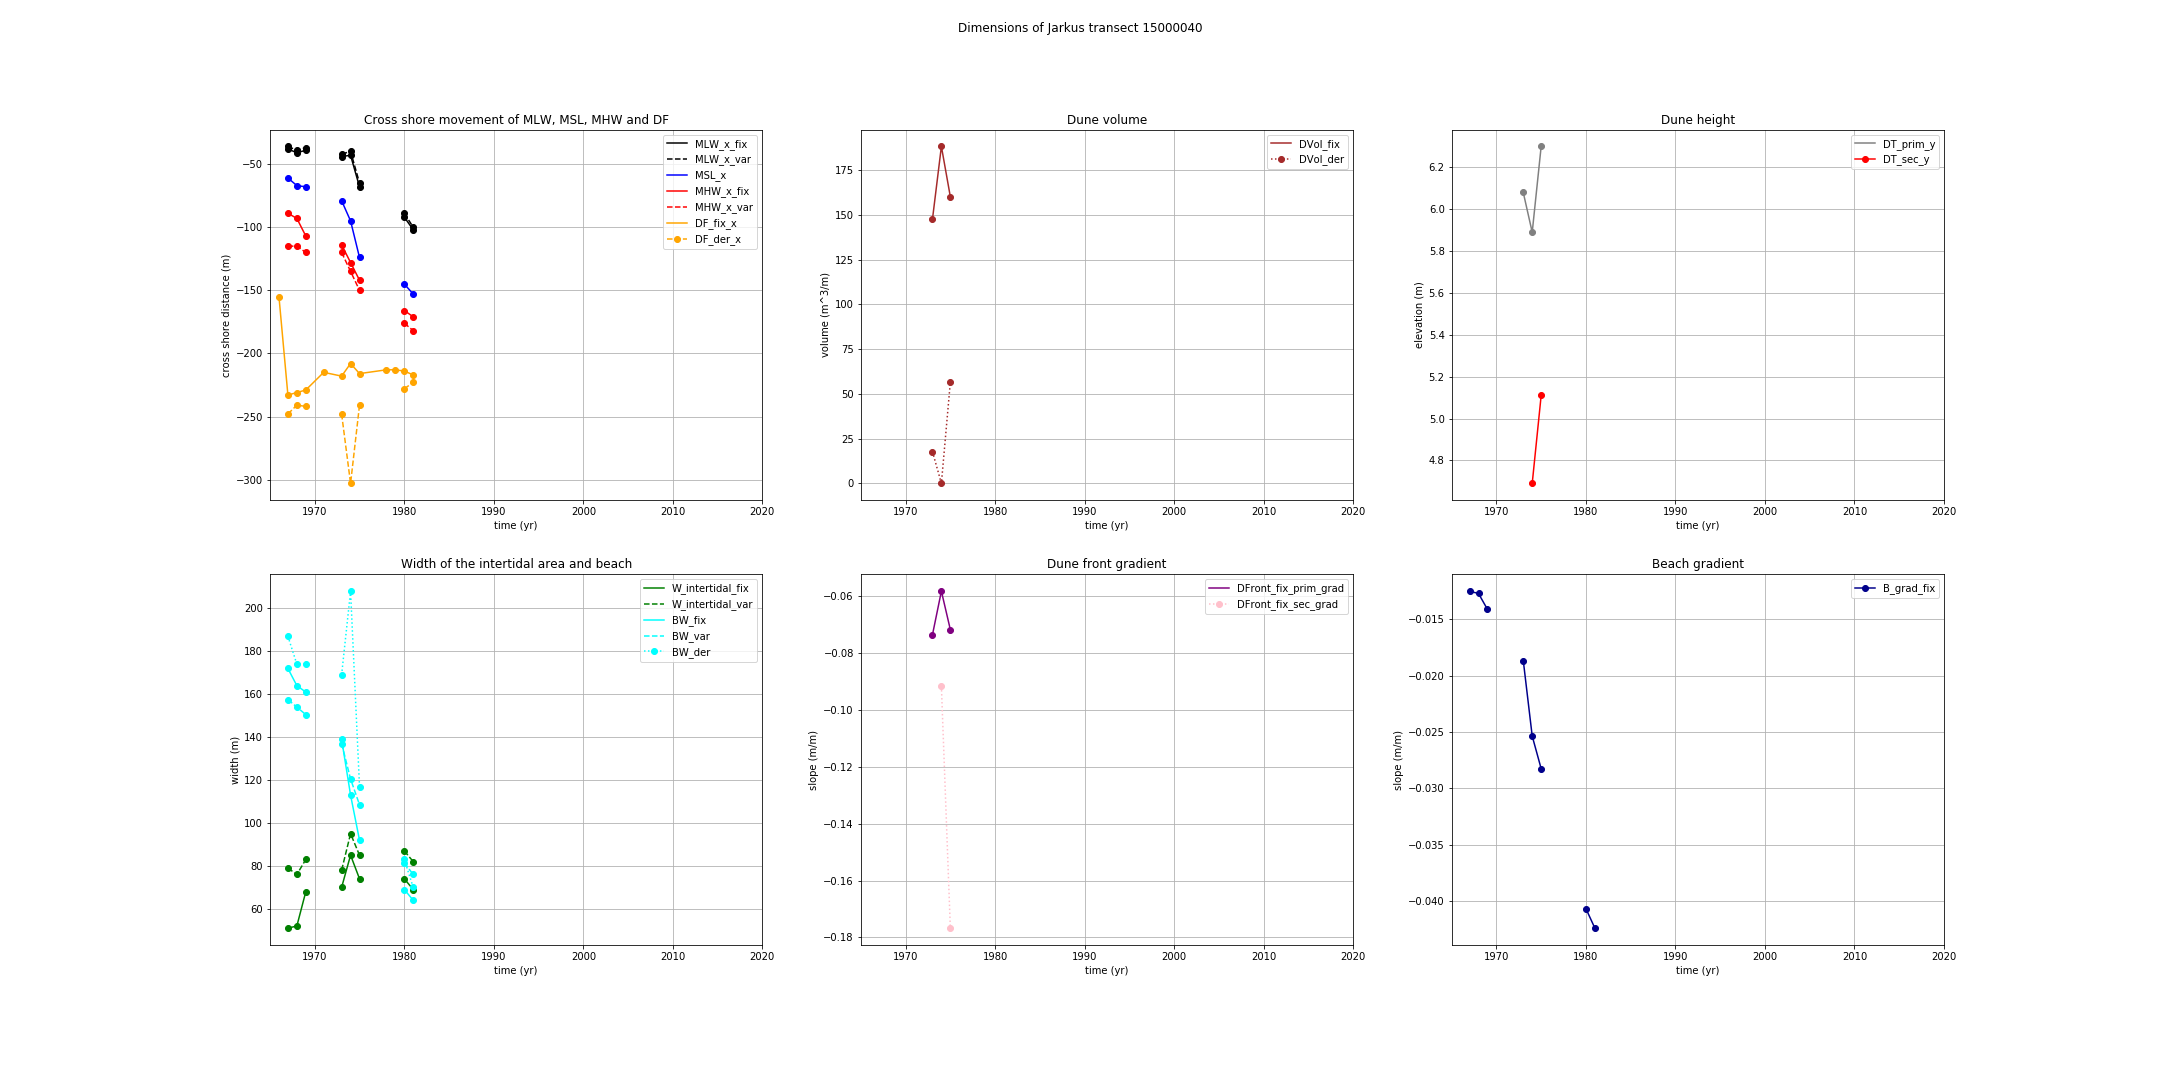 Dimensions of Jarkus transect 15000040
Cross shore movement of MLW, MSL, MHW and DF
cross shore distance (m)
−50
−100
−150
−200
−250
−300
1970
1980
1990
2000
2010
2020
time (yr)
MLW_x_fix
MLW_x_var
MSL_x
MHW_x_fix
MHW_x_var
DF_fix_x
DF_der_x
Dune volume
volume (m^3/m)
175
150
125
100
75
50
25
0
1970
1980
1990
2000
2010
2020
time (yr)
DVol_fix
DVol_der
Dune height
elevation (m)
6.2
6.0
5.8
5.6
5.4
5.2
5.0
4.8
1970
1980
1990
2000
2010
2020
time (yr)
DT_prim_y
DT_sec_y
Width of the intertidal area and beach
width (m)
200
180
160
140
120
100
80
60
1970
1980
1990
2000
2010
2020
time (yr)
W_intertidal_fix
W_intertidal_var
BW_fix
BW_var
BW_der
Dune front gradient
slope (m/m)
−0.06
−0.08
−0.10
−0.12
−0.14
−0.16
−0.18
1970
1980
1990
2000
2010
2020
time (yr)
DFront_fix_prim_grad
DFront_fix_sec_grad
Beach gradient
slope (m/m)
−0.015
−0.020
−0.025
−0.030
−0.035
−0.040
1970
1980
1990
2000
2010
2020
time (yr)
B_grad_fix